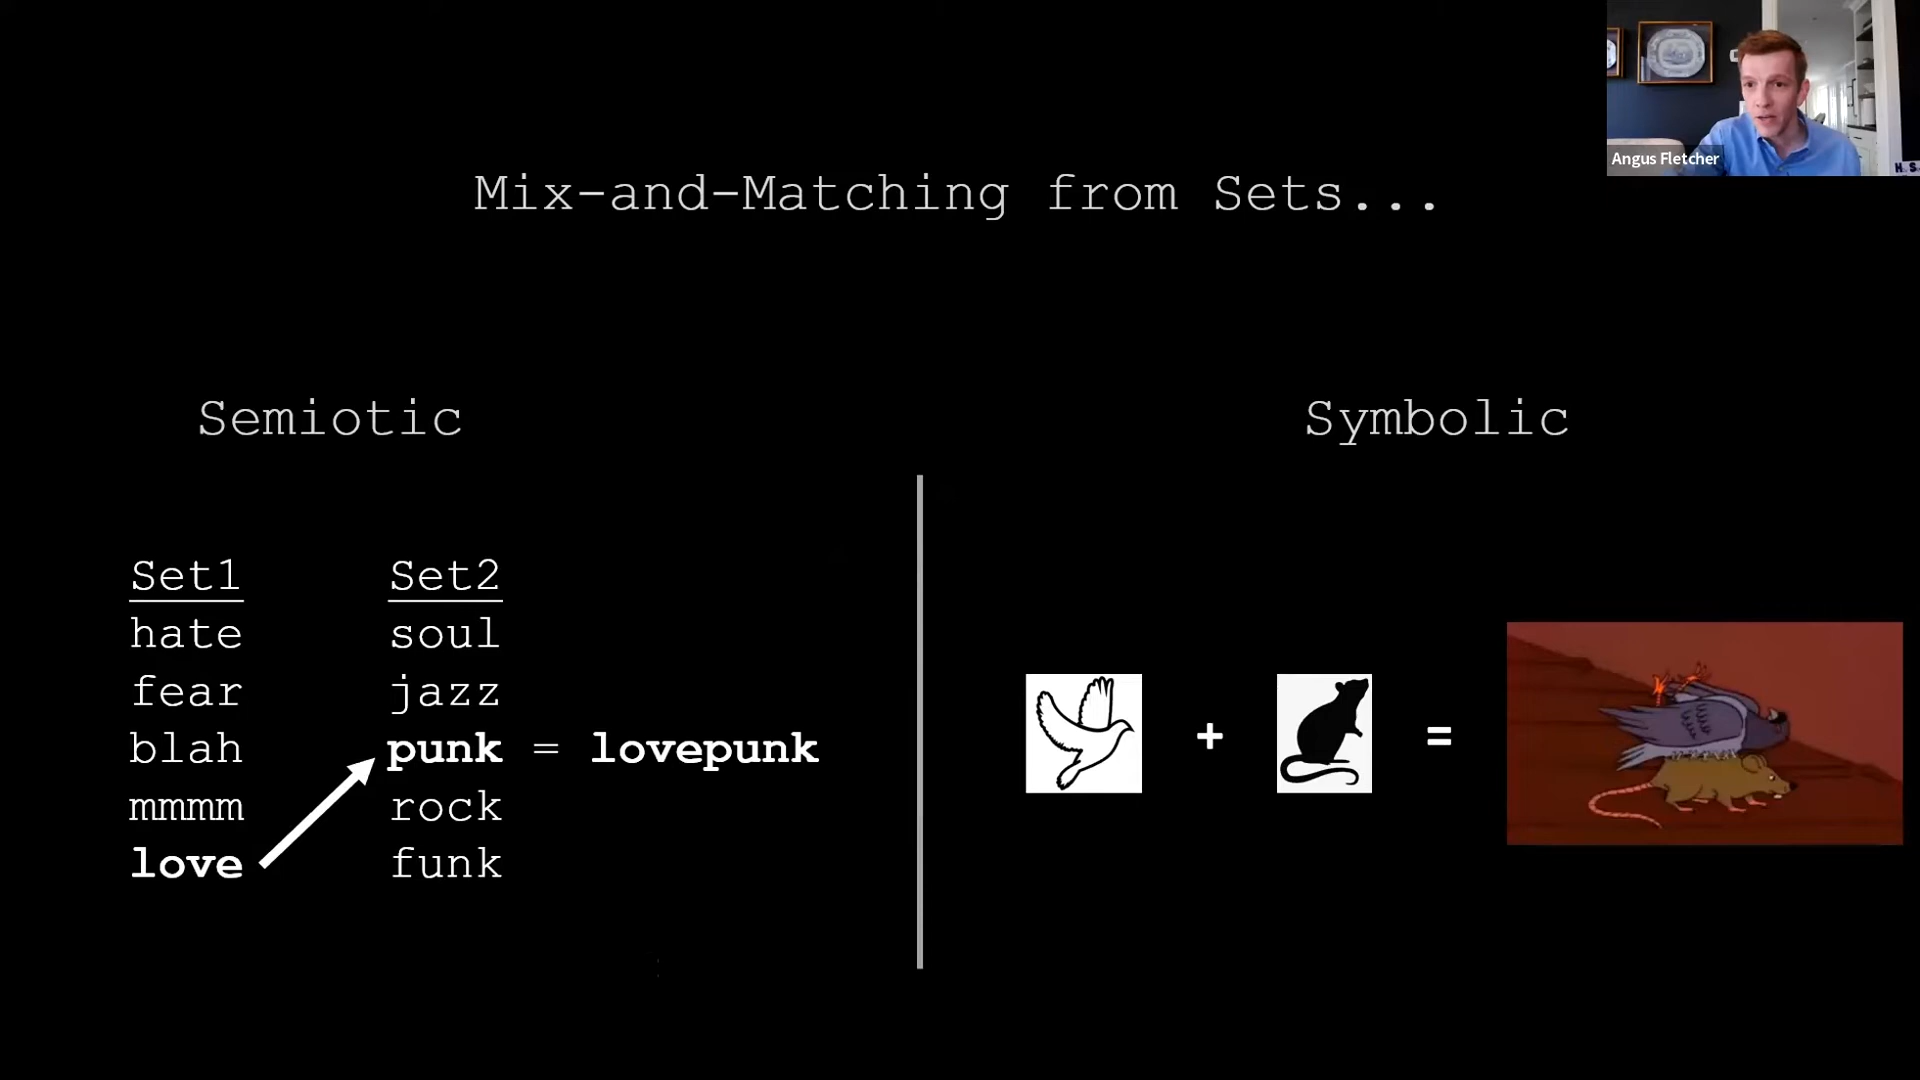 Angus Fletcher
Mix-and-Matching from Sets...
Semiotic
Symbolic
Set1 Set2
hate soul
fear jazz
blah punk = lovepunk
mmmm rock
love funk
+ =